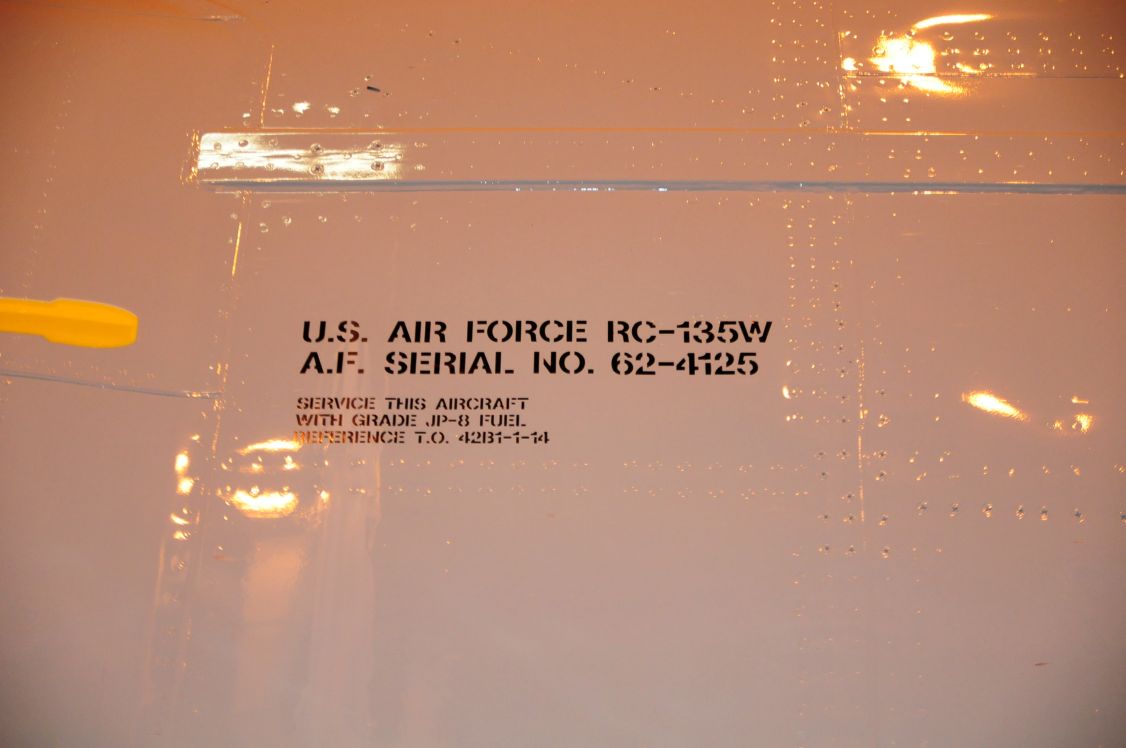 U.S. AIR FORCE RC-135W
A.F. SERIAL NO. 62-4125
SERVICE THIS AIRCRAFT
WITH GRADE JP-8 FUEL
REFERENCE T.O. 42B1-1-14